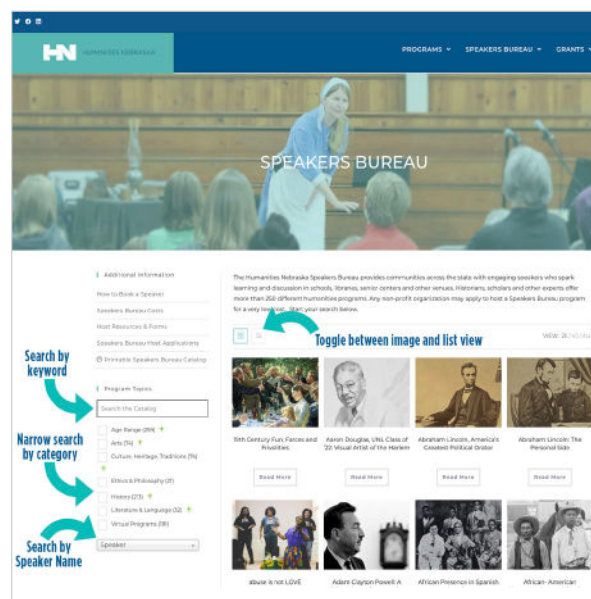 HN HUMANITIES NEBRASKA
PROGRAMS SPEAKERS BUREAU GRANTS
SPEAKERS BUREAU
Additional Information
How to Book a Speaker
Speakers Bureau Costs
Host Resources & Forms
Speakers Bureau Host Applications
Printable Speakers Bureau Catalog
The Humanities Nebraska Speakers Bureau provides communities across the state with engaging speakers who spark
learning and discussion in schools, libraries, senior centers and other venues. Historians, scholars and other experts offer
more than 250 different humanities programs. Any non-profit organization may apply to host a Speakers Bureau program
for a very low cost. Start your search below.
Toggle between image and list view
VIEW:
Search by
keyword
Program Topics
Search the Catalog
Narrow search
by category
Age Range
Arts (74)
Culture, Heritage, Traditions
Ethics & Philosophy (21)
History (213)
Literature & Language (52)
Virtual Programs
Search by
Speaker Name
Speaker
19th Century Fun, Farces and
Frivolities
Read More
Aaron Douglas, UNL Class of
'22: Visual Artist of the Harlem
Read More
Abraham Lincoln, America's
Greatest Political Orator
Read More
Abraham Lincoln: The
Personal Side
Read More
abuse is not LOVE
Adam Clayton Powell: A
African Presence in Spanish
African- American